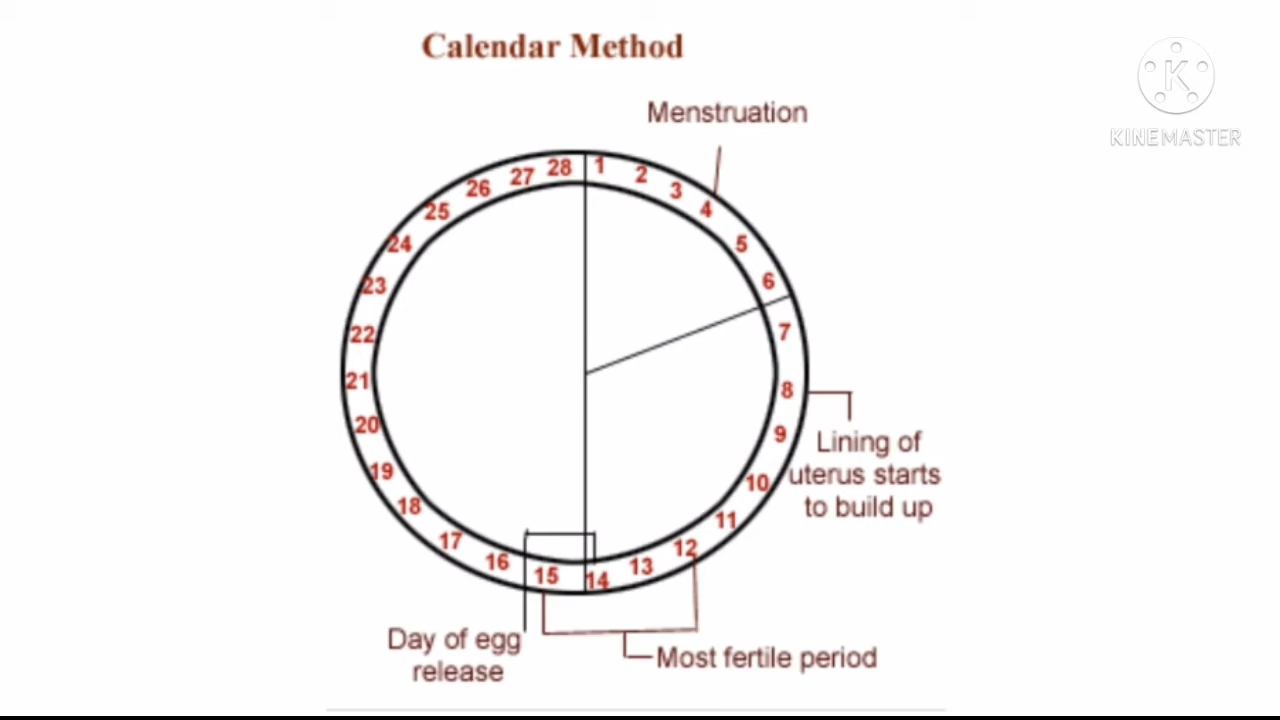 Calendar Method
K
KINEMASTER
Menstruation
1
2
3
4
5
6
7
8
9
10
11
12
13
14
15
16
17
18
19
20
21
22
23
24
25
26
27
28
Lining of
uterus starts
to build up
Day of egg
release
Most fertile period